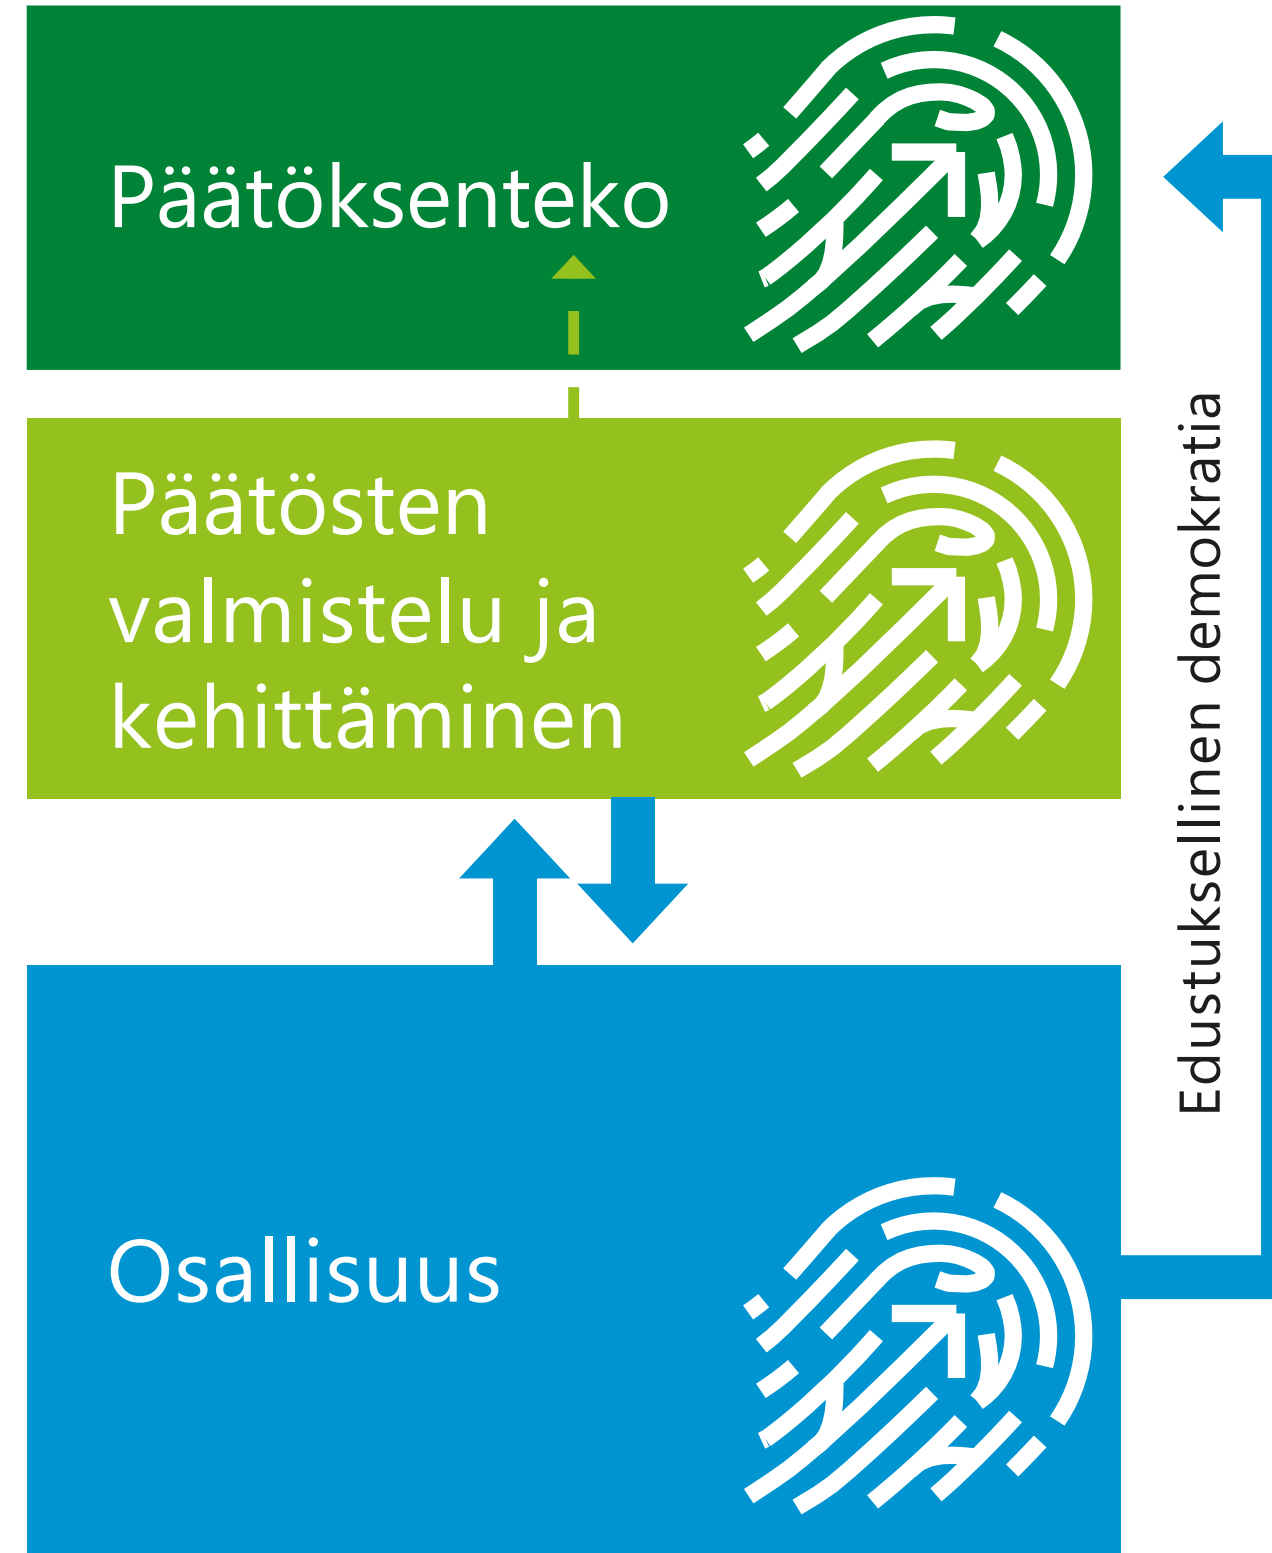 Päätöksenteko
Päätösten
valmistelu ja
kehittäminen
Edustuksellinen demokratia
Osallisuus